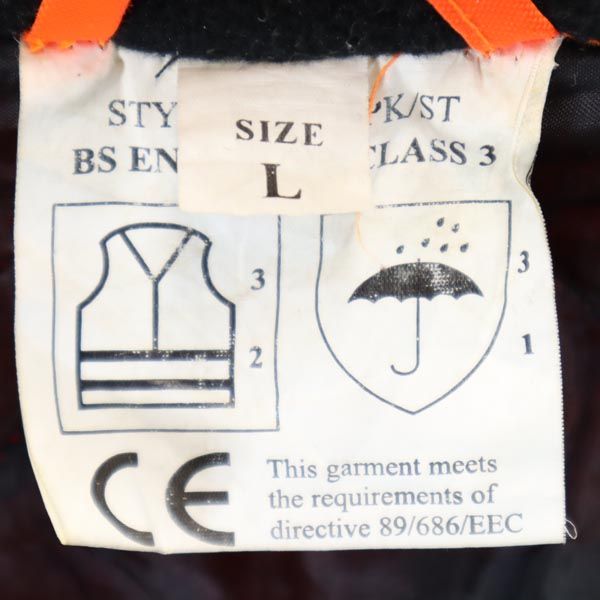 STY
K/ST
SIZE
L
BS EN
CLASS 3
3
2
3
1
CE
This garment meets
the requirements of
directive 89/686/EEC